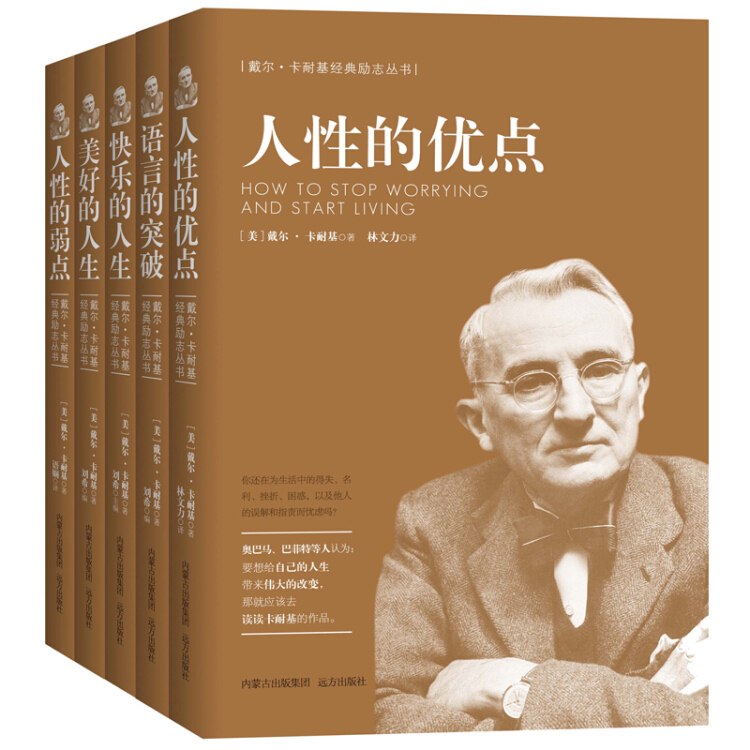 |戴尔·卡耐基经典励志丛书|
人性的优点
HOW TO STOP WORRYING
AND START LIVING
[美]戴尔·卡耐基◎著 林文力◎译
你还在为生活中的得失、名
利、挫折、困惑，以及他人
的误解和指责而忧虑吗？
奥巴马、巴菲特等人认为：
要想给自己的人生
带来伟大的改变，
那就应该去
读读卡耐基的作品。
内蒙古出版集团 远方出版社
人性的弱点
戴尔·卡耐基
经典励志丛书
[美]戴尔·卡耐基◎著
内蒙古出版集团 远方出版社
美好的人生
戴尔·卡耐基
经典励志丛书
[美]戴尔·卡耐基◎著
刘希◎编
内蒙古出版集团 远方出版社
快乐的人生
戴尔·卡耐基
经典励志丛书
[美]戴尔·卡耐基◎著
刘希◎编
内蒙古出版集团 远方出版社
语言的突破
戴尔·卡耐基
经典励志丛书
[美]戴尔·卡耐基◎著
刘希◎编
内蒙古出版集团 远方出版社
人性的优点
戴尔·卡耐基
经典励志丛书
[美]戴尔·卡耐基◎著
林文力◎译
内蒙古出版集团 远方出版社